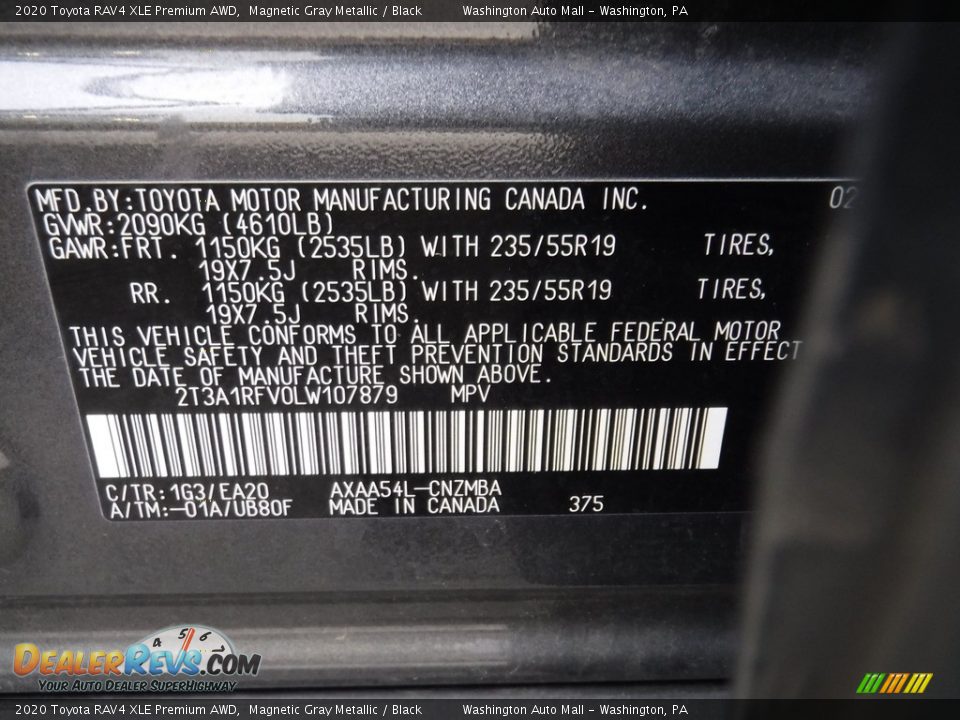 2020 Toyota RAV4 XLE Premium AWD, Magnetic Gray Metallic / Black Washington Auto Mall - Washington, PA
MFD.BY:TOYOTA MOTOR MANUFACTURING CANADA INC. 02
GVWR:2090KG (4610LB)
GAWR:FRT. 1150KG (2535LB) WITH 235/55R19 TIRES,
19X7.5J RIMS.
RR. 1150KG (2535LB) WITH 235/55R19 TIRES,
19X7.5J RIMS.
THIS VEHICLE CONFORMS TO ALL APPLICABLE FEDERAL MOTOR
VEHICLE SAFETY AND THEFT PREVENTION STANDARDS IN EFFECT
THE DATE OF MANUFACTURE SHOWN ABOVE.
2T3A1RFV0LW107879 MPV
C/TR:1G3/EA20 AXAA54L-CNZMBA
A/TM:-01A/UB80F MADE IN CANADA 375
4 5 6
DEALERREVS.COM
YOUR AUTO DEALER SUPERHIGHWAY
2020 Toyota RAV4 XLE Premium AWD, Magnetic Gray Metallic / Black Washington Auto Mall - Washington, PA